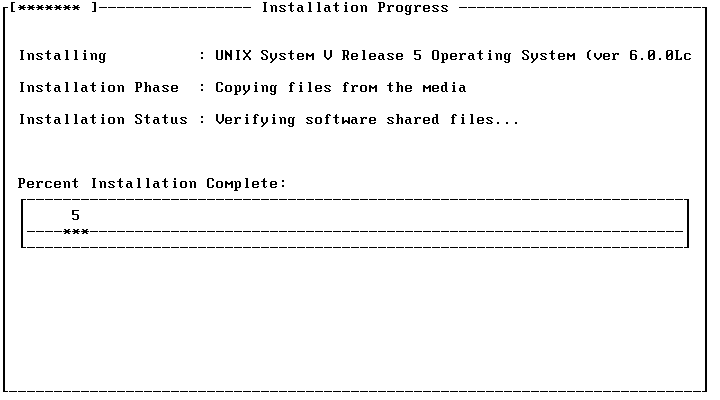 [******* ] Installation Progress
Installing : UNIX System V Release 5 Operating System (ver 6.0.0Lc
Installation Phase : Copying files from the media
Installation Status : Verifying software shared files...
Percent Installation Complete:
5
***